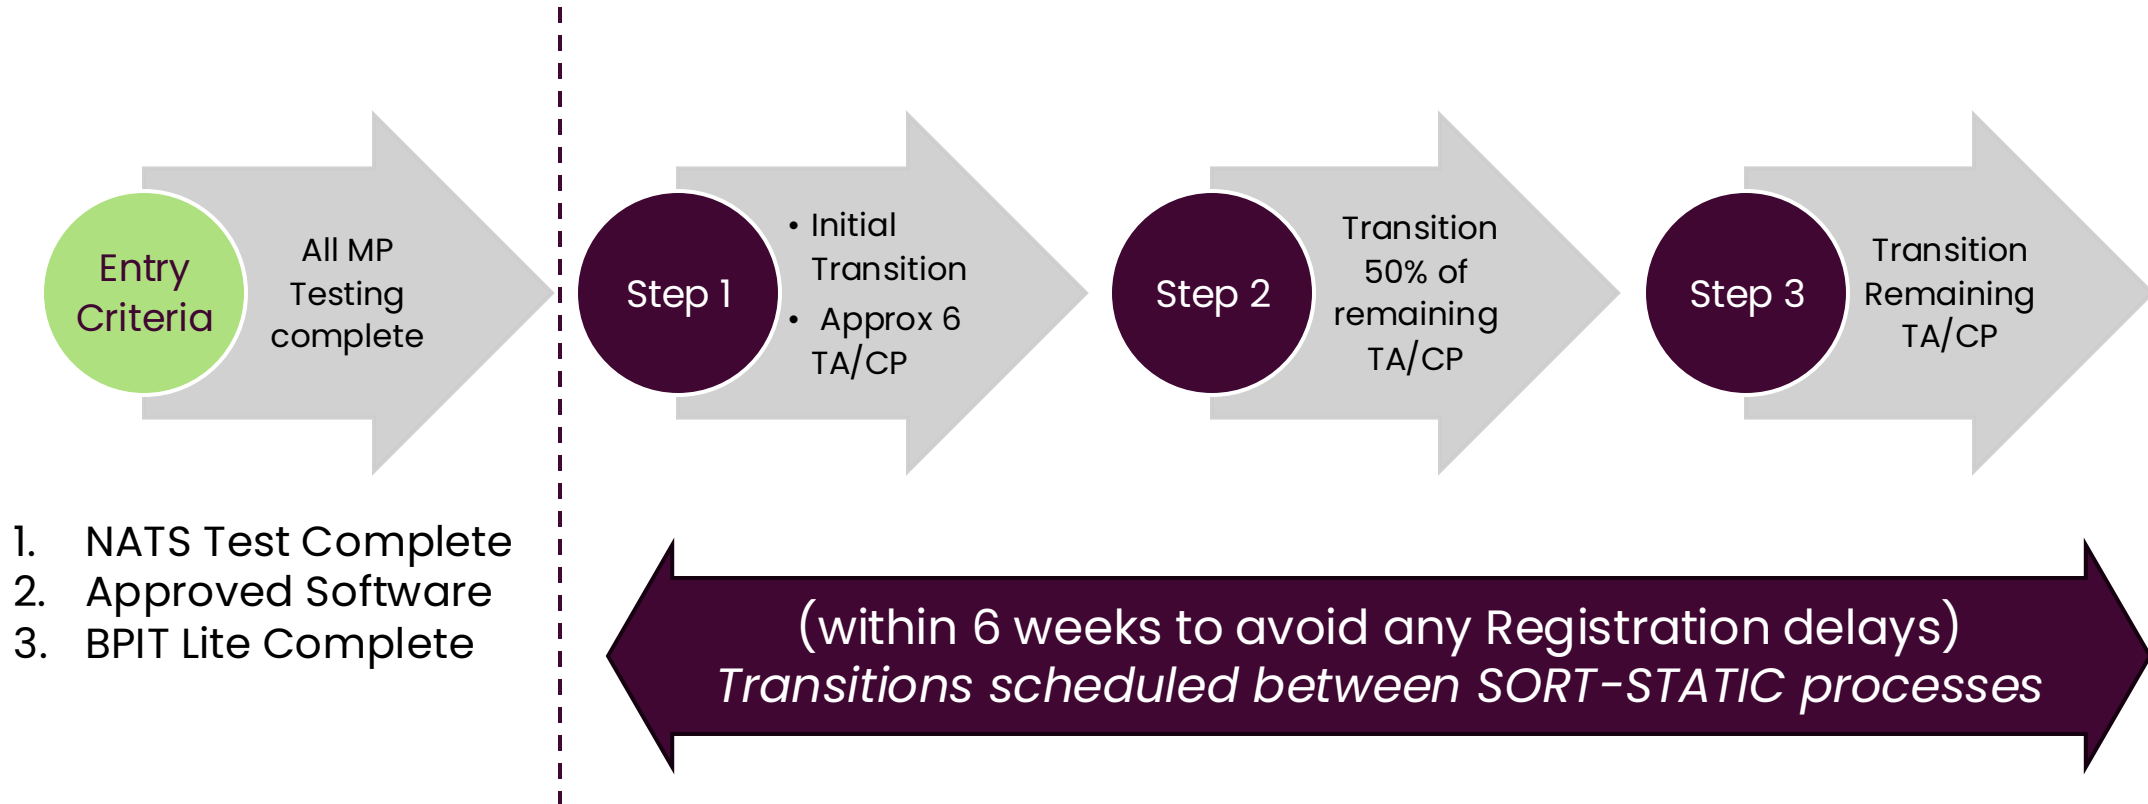 Entry
Criteria
All MP
Testing
complete
Step 1
• Initial
Transition
• Approx 6
TA/CP
Step 2
Transition
50% of
remaining
TA/CP
Step 3
Transition
Remaining
TA/CP
1. NATS Test Complete
2. Approved Software
3. BPIT Lite Complete
(within 6 weeks to avoid any Registration delays)
Transitions scheduled between SORT-STATIC processes